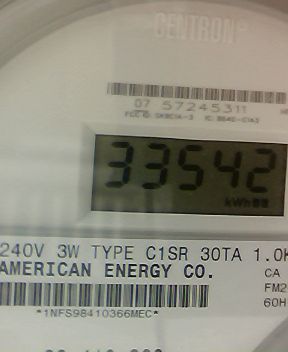 CENTRON®
07 57245311
33542
kWh
240V 3W TYPE C1SR 30TA 1.0K
AMERICAN ENERGY CO.
CA
FM2
60H
*1NFS98410366MEC*